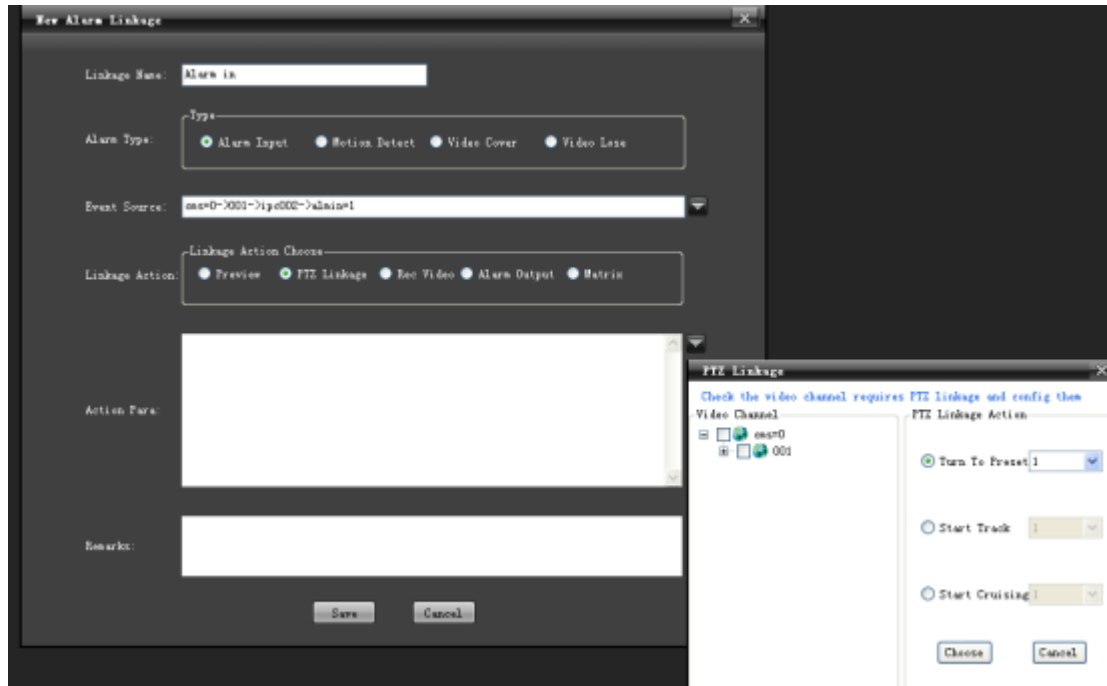 New Alarm Linkage
Linkage Name: Alarm in
Type
Alarm Type: Alarm Input Motion Detect Video Cover Video Lose
Event Source: cms=0->001->ipc002->almin=1
Linkage Action Choose
Linkage Action: Preview PTZ Linkage Rec Video Alarm Output Matrix
Action Para:
Remarks:
Save Cancel
PTZ Linkage
Check the video channel requires PTZ linkage and config them
Video Channel
cms=0
001
PTZ Linkage Action
Turn To Preset 1
Start Track 1
Start Cruising 1
Choose Cancel